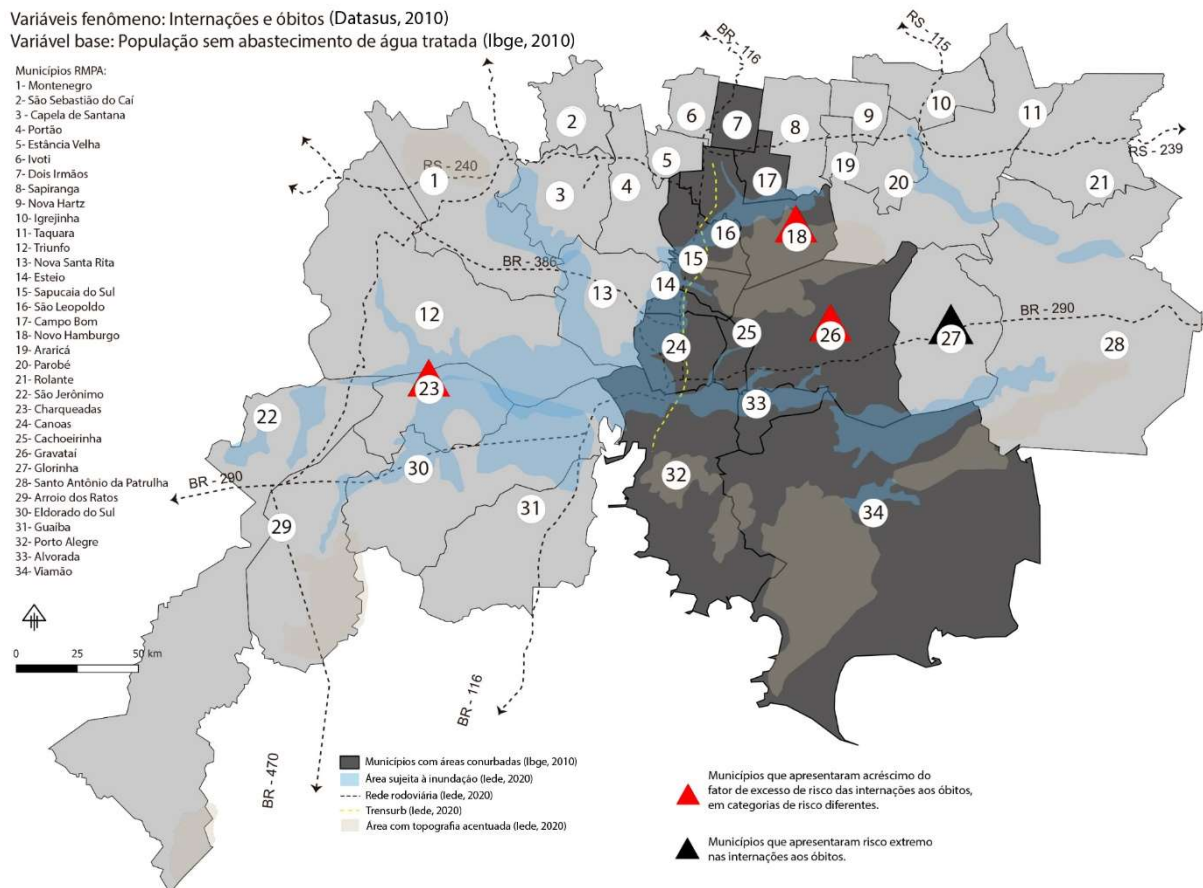 Variáveis fenômeno: Internações e óbitos (Datasus, 2010)
Variável base: População sem abastecimento de água tratada (Ibge, 2010)
Municípios RMPA:
1- Montenegro
2- São Sebastião do Caí
3 - Capela de Santana
4- Portão
5- Estância Velha
6- Ivoti
7- Dois Irmãos
8- Sapiranga
9- Nova Hartz
10- Igrejinha
11- Taquara
12- Triunfo
13- Nova Santa Rita
14- Esteio
15- Sapucaia do Sul
16- São Leopoldo
17- Campo Bom
18- Novo Hamburgo
19- Araricá
20- Parobé
21- Rolante
22- São Jerônimo
23- Charqueadas
24- Canoas
25- Cachoeirinha
26- Gravataí
27- Glorinha
28- Santo Antônio da Patrulha
29- Arroio dos Ratos
30- Eldorado do Sul
31- Guaíba
32- Porto Alegre
33- Alvorada
34- Viamão
0 25 50 km
BR - 116
RS - 115
2
6
7
8
9
10
11
RS - 240
1
3
4
5
17
19
20
RS - 239
21
16
18
15
BR - 386
13
14
12
24
25
26
27
BR - 290
28
23
22
33
30
32
BR - 290
31
34
29
BR - 116
BR - 470
Municípios com áreas conurbadas (Ibge, 2010)
Área sujeita à inundação (Iede, 2020)
Rede rodoviária (Iede, 2020)
Trensurb (Iede, 2020)
Área com topografia acentuada (Iede, 2020)
Municípios que apresentaram acréscimo do
fator de excesso de risco das internações aos óbitos,
em categorias de risco diferentes.
Municípios que apresentaram risco extremo
nas internações aos óbitos.